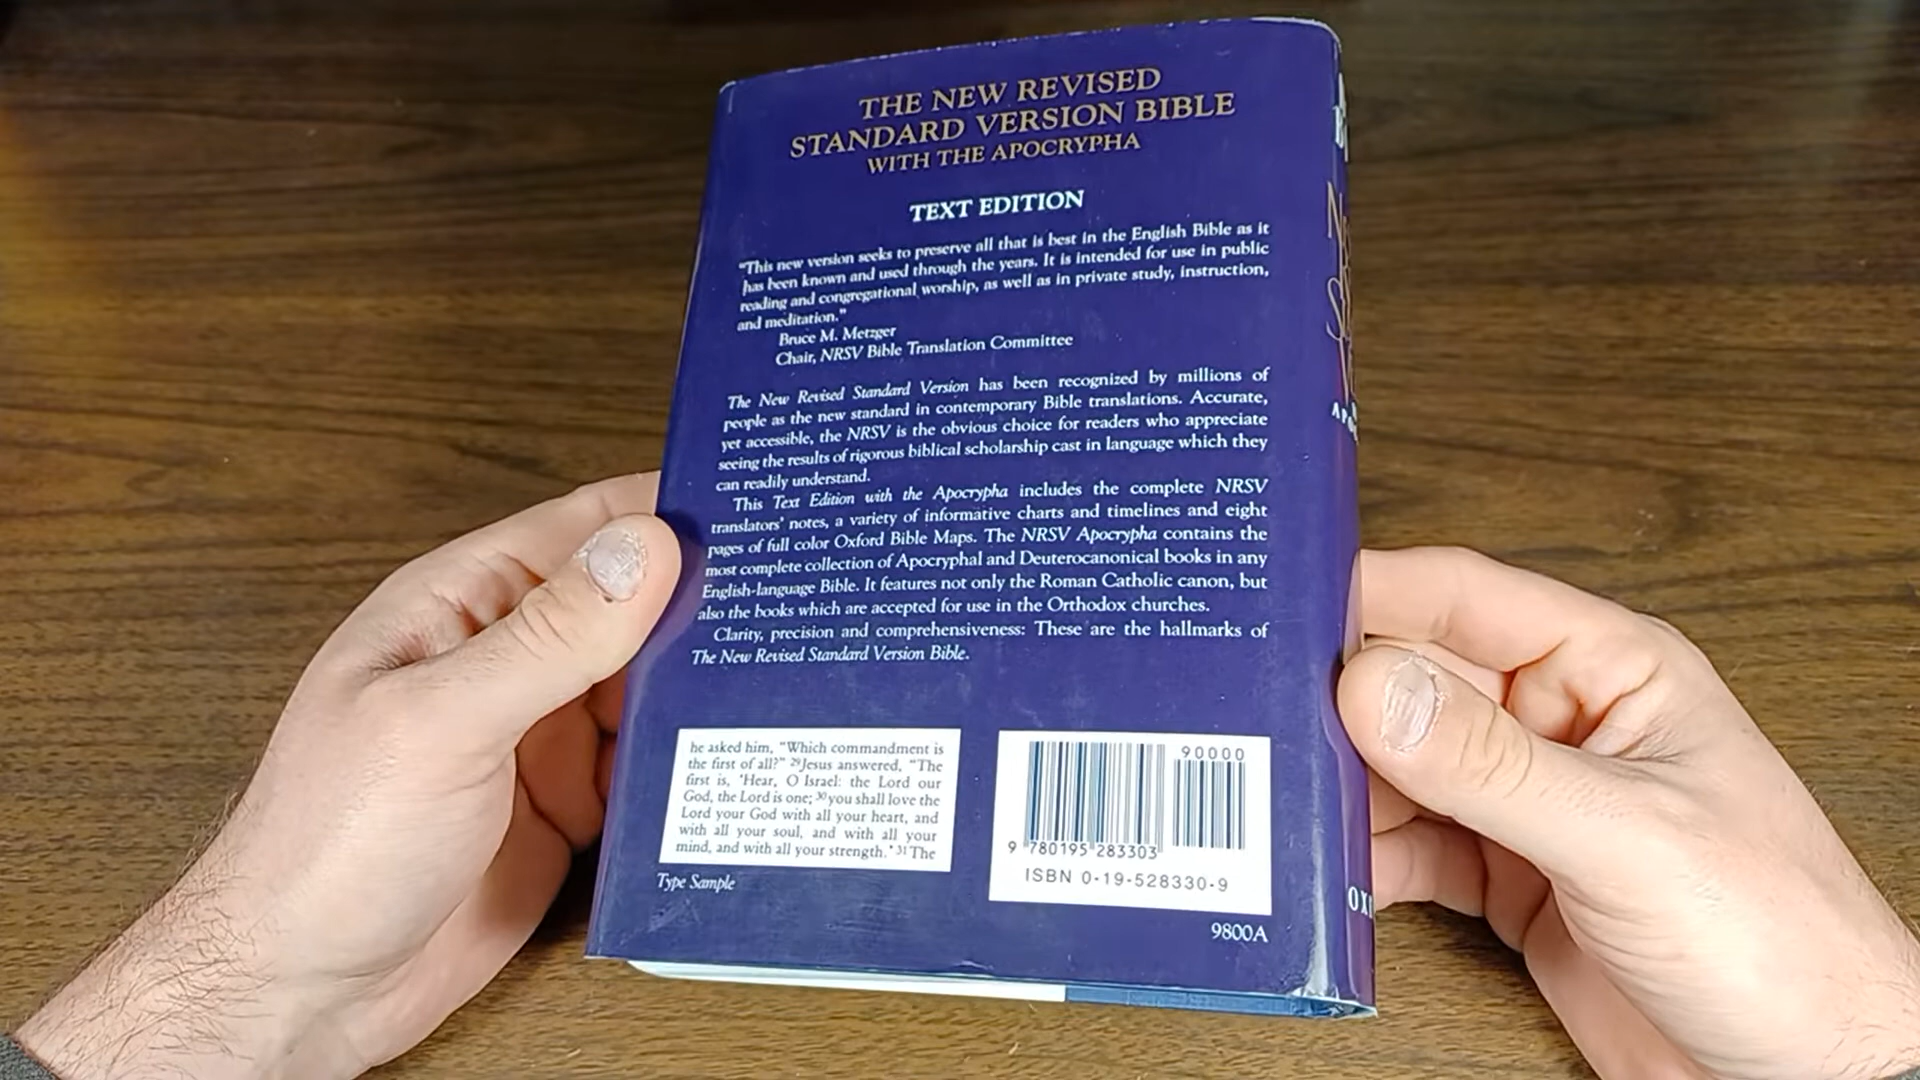 THE NEW REVISED
STANDARD VERSION BIBLE
WITH THE APOCRYPHA
TEXT EDITION
“This new version seeks to preserve all that is best in the English Bible as it
has been known and used through the years. It is intended for use in public
reading and congregational worship, as well as in private study, instruction,
and meditation.”
Bruce M. Metzger
Chair, NRSV Bible Translation Committee
The New Revised Standard Version has been recognized by millions of
people as the new standard in contemporary Bible translations. Accurate,
yet accessible, the NRSV is the obvious choice for readers who appreciate
seeing the results of rigorous biblical scholarship cast in language which they
can readily understand.
This Text Edition with the Apocrypha includes the complete NRSV
translators’ notes, a variety of informative charts and timelines and eight
pages of full color Oxford Bible Maps. The NRSV Apocrypha contains the
most complete collection of Apocryphal and Deuterocanonical books in any
English-language Bible. It features not only the Roman Catholic canon, but
also the books which are accepted for use in the Orthodox churches.
Clarity, precision and comprehensiveness: These are the hallmarks of
The New Revised Standard Version Bible.
he asked him, “Which commandment is
the first of all?” 29Jesus answered, “The
first is, ‘Hear, O Israel: the Lord our
God, the Lord is one; 30you shall love the
Lord your God with all your heart, and
with all your soul, and with all your
mind, and with all your strength.’ 31The
Type Sample
90000
9 780195 283303
ISBN 0-19-528330-9
9800A